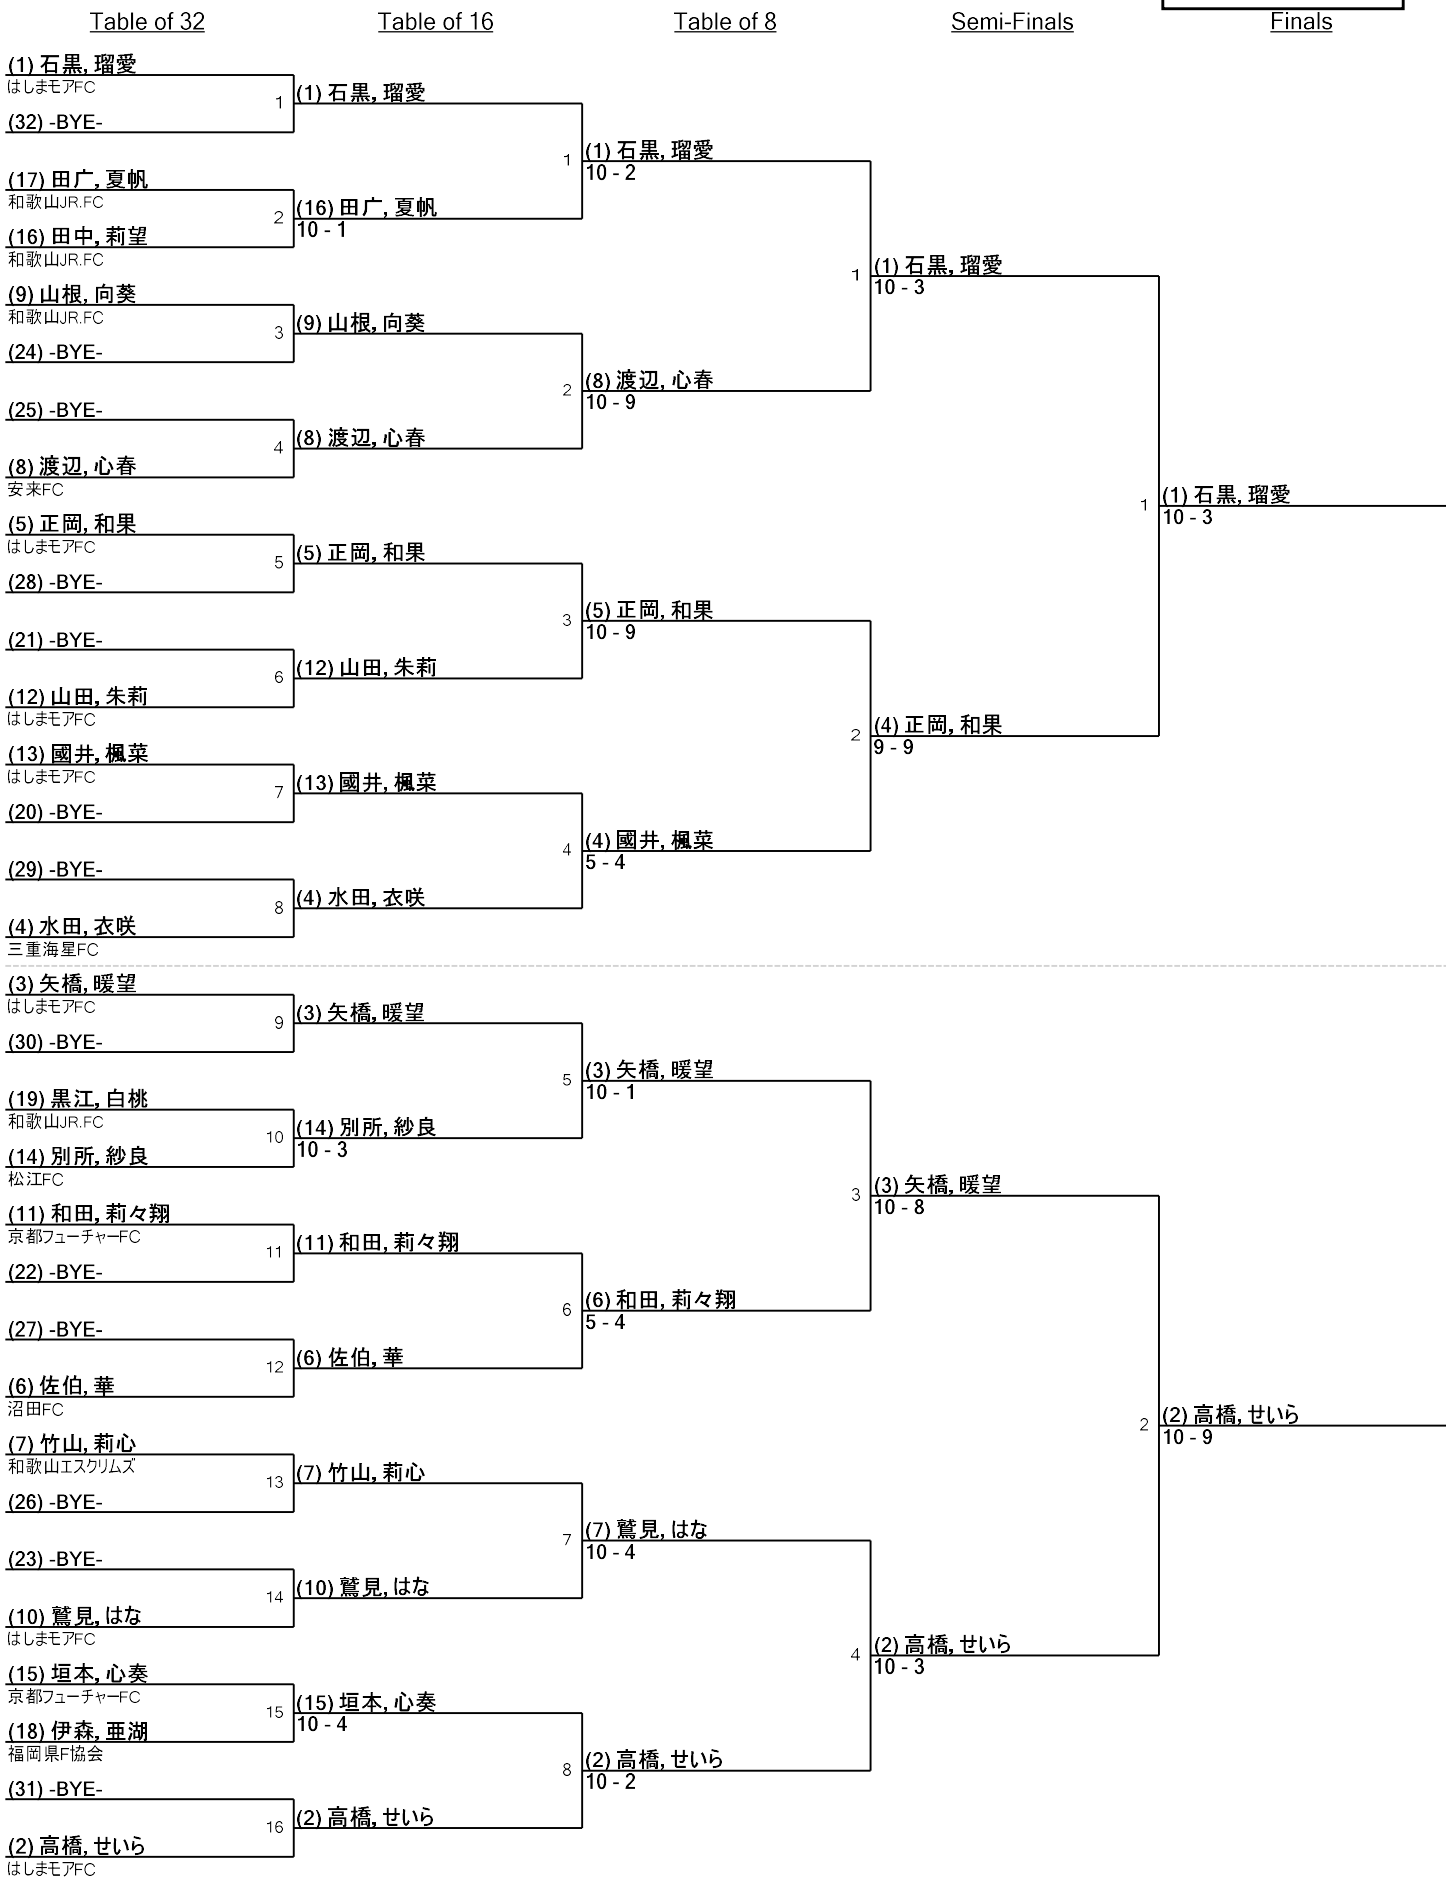 Table of 32
Table of 16
Table of 8
Semi-Finals
Finals
(1) 石黒, 瑠愛
はしまモアFC
1
(32) -BYE-
(17) 田广, 夏帆
和歌山JR.FC
2
(16) 田中, 莉望
和歌山JR.FC
(9) 山根, 向葵
和歌山JR.FC
3
(24) -BYE-
(25) -BYE-
4
(8) 渡辺, 心春
安来FC
(5) 正岡, 和果
はしまモアFC
5
(28) -BYE-
(21) -BYE-
6
(12) 山田, 朱莉
はしまモアFC
(13) 國井, 楓菜
はしまモアFC
7
(20) -BYE-
(29) -BYE-
8
(4) 水田, 衣咲
三重海星FC
(3) 矢橋, 暖望
はしまモアFC
9
(30) -BYE-
(19) 黒江, 白桃
和歌山JR.FC
10
(14) 別所, 紗良
松江FC
(11) 和田, 莉々翔
京都フューチャーFC
11
(22) -BYE-
(27) -BYE-
12
(6) 佐伯, 華
沼田FC
(7) 竹山, 莉心
和歌山エスクリムズ
13
(26) -BYE-
(23) -BYE-
14
(10) 鷲見, はな
はしまモアFC
(15) 垣本, 心奏
京都フューチャーFC
15
(18) 伊森, 亜湖
福岡県F協会
(31) -BYE-
16
(2) 高橋, せいら
はしまモアFC
(1) 石黒, 瑠愛
1
(16) 田广, 夏帆
10 - 1
(9) 山根, 向葵
2
(8) 渡辺, 心春
(5) 正岡, 和果
3
(12) 山田, 朱莉
(13) 國井, 楓菜
4
(4) 水田, 衣咲
(3) 矢橋, 暖望
5
(14) 別所, 紗良
10 - 3
(11) 和田, 莉々翔
6
(6) 佐伯, 華
(7) 竹山, 莉心
7
(10) 鷲見, はな
(15) 垣本, 心奏
10 - 4
8
(2) 高橋, せいら
(1) 石黒, 瑠愛
10 - 2
1
(8) 渡辺, 心春
10 - 9
(5) 正岡, 和果
10 - 9
2
(4) 國井, 楓菜
5 - 4
(3) 矢橋, 暖望
10 - 1
3
(6) 和田, 莉々翔
5 - 4
(7) 鷲見, はな
10 - 4
4
(2) 高橋, せいら
10 - 2
(1) 石黒, 瑠愛
10 - 3
1
(4) 正岡, 和果
9 - 9
(3) 矢橋, 暖望
10 - 8
2
(2) 高橋, せいら
10 - 3
(1) 石黒, 瑠愛
10 - 3
(2) 高橋, せいら
10 - 9